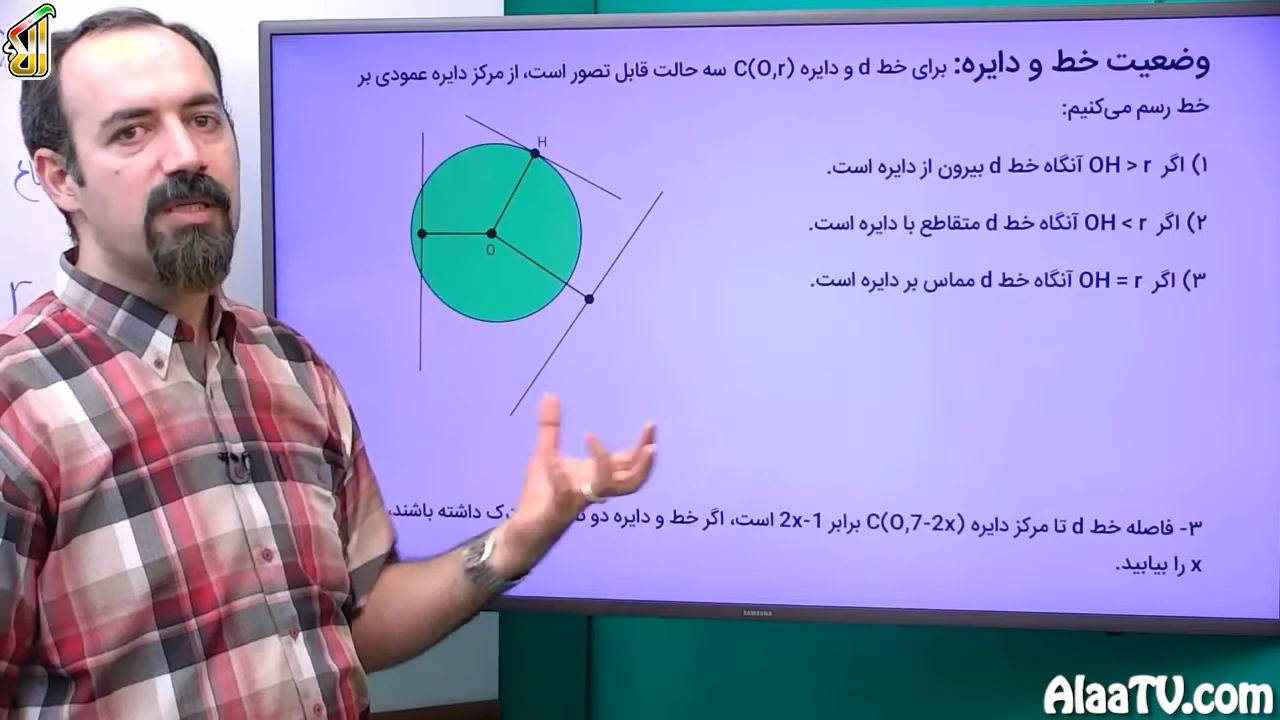 وضعیت خط و دایره: برای خط d و دایره C(O,r) سه حالت قابل تصور است، از مرکز دایره عمودی بر
خط رسم می‌کنیم:
۱) اگر OH > r آنگاه خط d بیرون از دایره است.
۲) اگر OH < r آنگاه خط d متقاطع با دایره است.
۳) اگر OH = r آنگاه خط d مماس بر دایره است.
H
O
۳- فاصله خط d تا مرکز دایره C(O,7-2x) برابر 2x-1 است، اگر خط و دایره دو داشته باشند،
x را بیابید.
r
SAMSUNG
AlaaTV.com